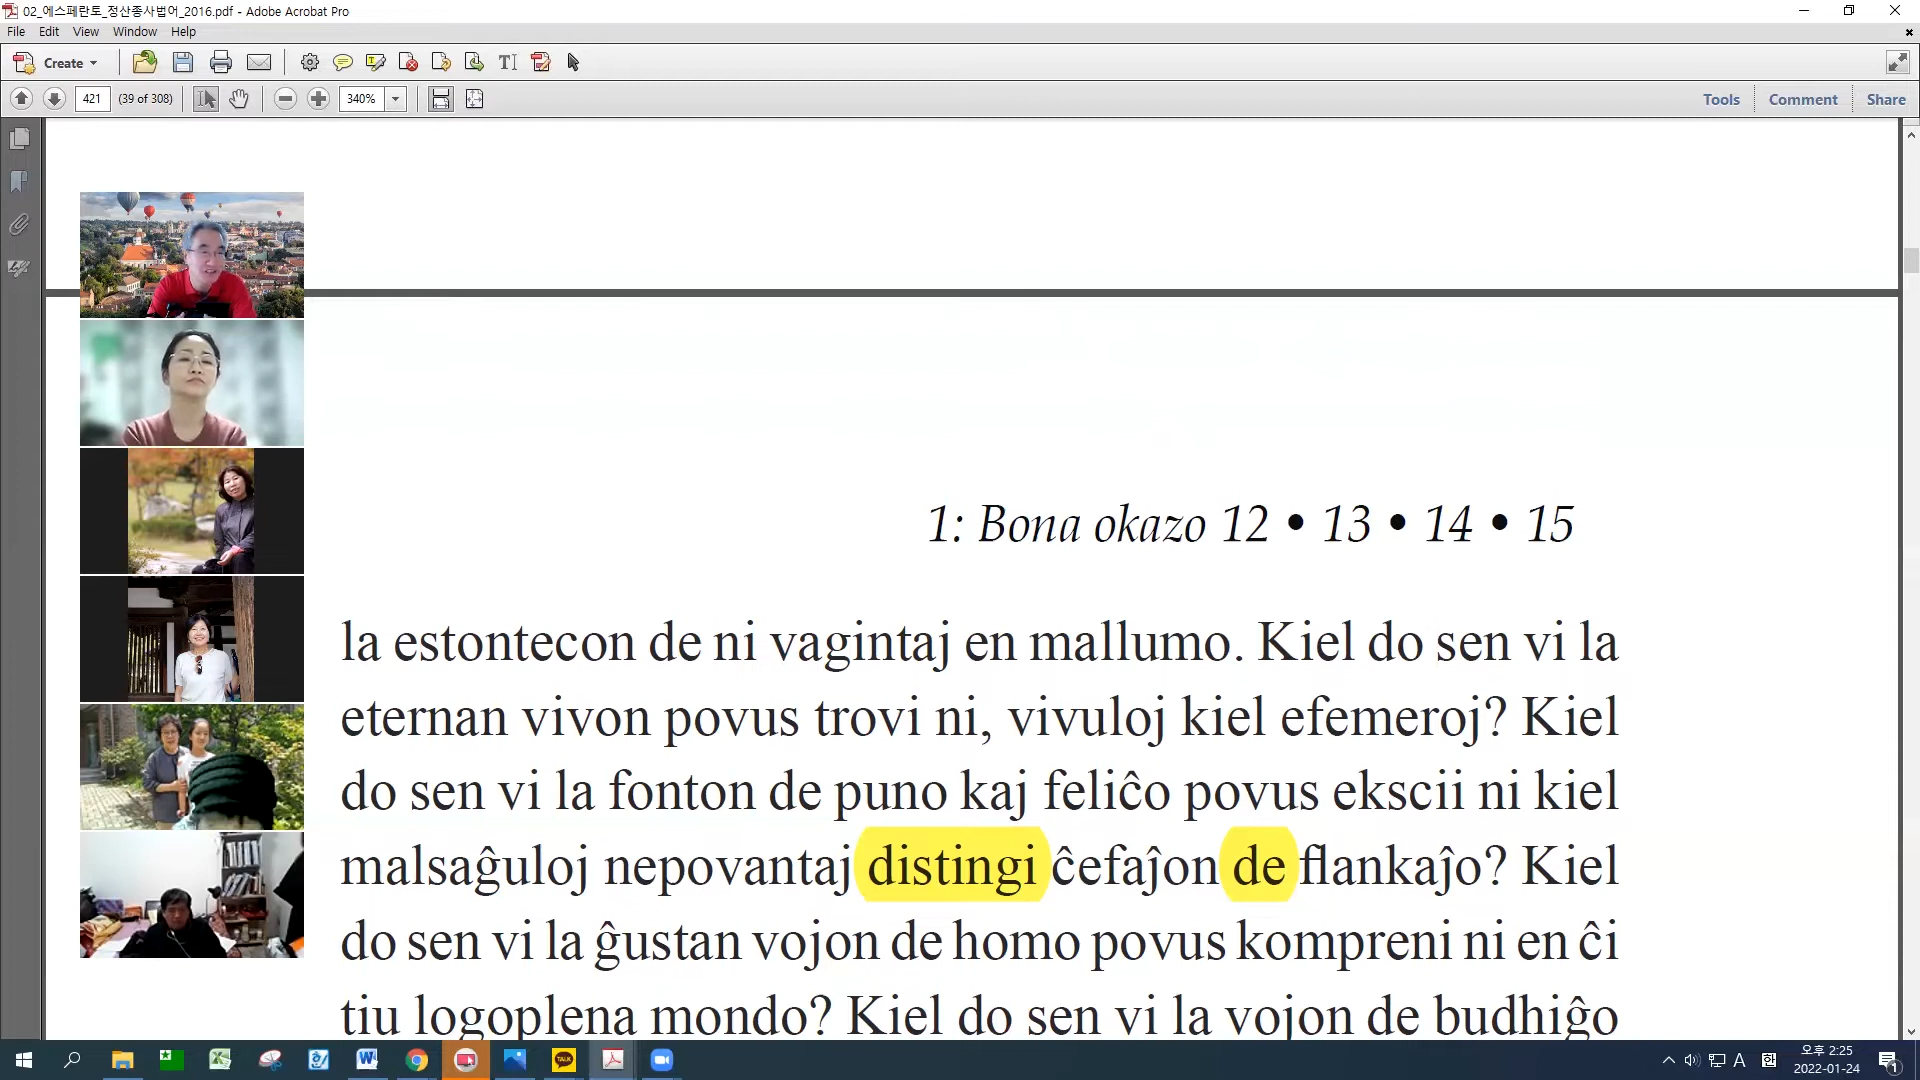 02_에스페란토_정산종사법어_2016.pdf - Adobe Acrobat Pro
File Edit View Window Help
Create
421 (39 of 308) 340% Tools Comment Share
1: Bona okazo 12 • 13 • 14 • 15
la estontecon de ni vagintaj en mallumo. Kiel do sen vi la
eternan vivon povus trovi ni, vivuloj kiel efemeroj? Kiel
do sen vi la fonton de puno kaj feliĉo povus ekscii ni kiel
malsaĝuloj nepovantaj distingi ĉefaĵon de flankaĵo? Kiel
do sen vi la ĝustan vojon de homo povus kompreni ni en ĉi
tiu logoplena mondo? Kiel do sen vi la vojon de budhiĝo
TALK
A 한 오후 2:25
2022-01-24
1